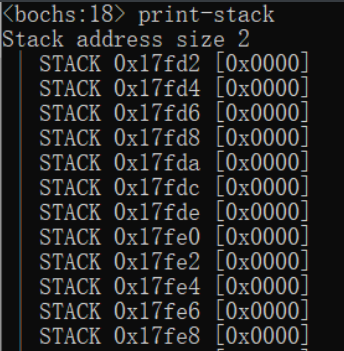 <bochs:18> print-stack
Stack address size 2
| STACK 0x17fd2 [0x0000]
| STACK 0x17fd4 [0x0000]
| STACK 0x17fd6 [0x0000]
| STACK 0x17fd8 [0x0000]
| STACK 0x17fda [0x0000]
| STACK 0x17fdc [0x0000]
| STACK 0x17fde [0x0000]
| STACK 0x17fe0 [0x0000]
| STACK 0x17fe2 [0x0000]
| STACK 0x17fe4 [0x0000]
| STACK 0x17fe6 [0x0000]
| STACK 0x17fe8 [0x0000]